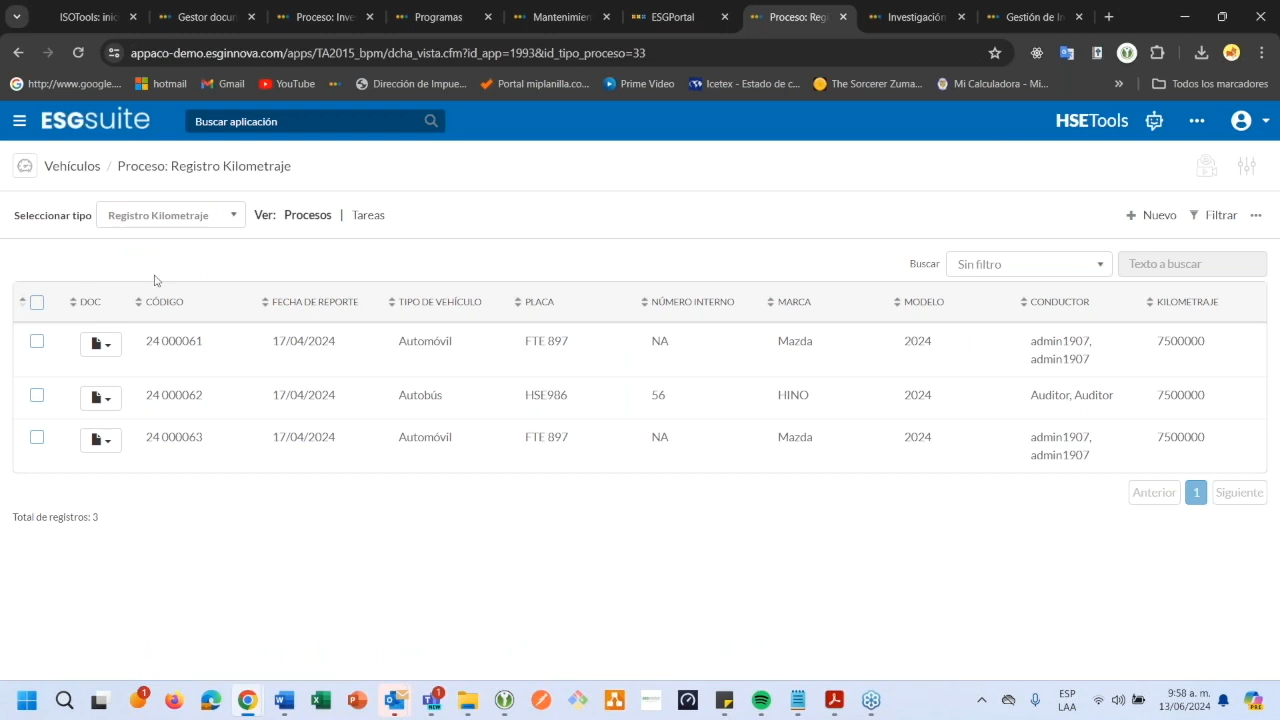 ISOTools: inic
Gestor docum
Proceso: Inve
Programas
Mantenimien
ESGPortal
Proceso: Regi
Investigación
Gestión de In
appaco-demo.esginnova.com/apps/TA2015_bpm/dcha_vista.cfm?id_app=1993&id_tipo_proceso=33
http://www.google....
hotmail
Gmail
YouTube
Dirección de Impue...
Portal miplanilla.co...
Prime Video
Icetex - Estado de c...
The Sorcerer Zuma...
Mi Calculadora - Mi...
»
Todos los marcadores
ESGsuite
Buscar aplicación
HSETools
Vehículos / Proceso: Registro Kilometraje
Seleccionar tipo
Registro Kilometraje
Ver: Procesos | Tareas
Nuevo
Filtrar
Buscar
Sin filtro
Texto a buscar
DOC CÓDIGO FECHA DE REPORTE TIPO DE VEHÍCULO PLACA NÚMERO INTERNO MARCA MODELO CONDUCTOR KILOMETRAJE
24 000061 17/04/2024 Automóvil FTE 897 NA Mazda 2024 admin1907, 7500000
admin1907
24 000062 17/04/2024 Autobús HSE986 56 HINO 2024 Auditor, Auditor 7500000
24 000063 17/04/2024 Automóvil FTE 897 NA Mazda 2024 admin1907, 7500000
admin1907
Anterior 1 Siguiente
Total de registros: 3
1
1
ESP
LAA
9:58 a. m.
13/06/2024